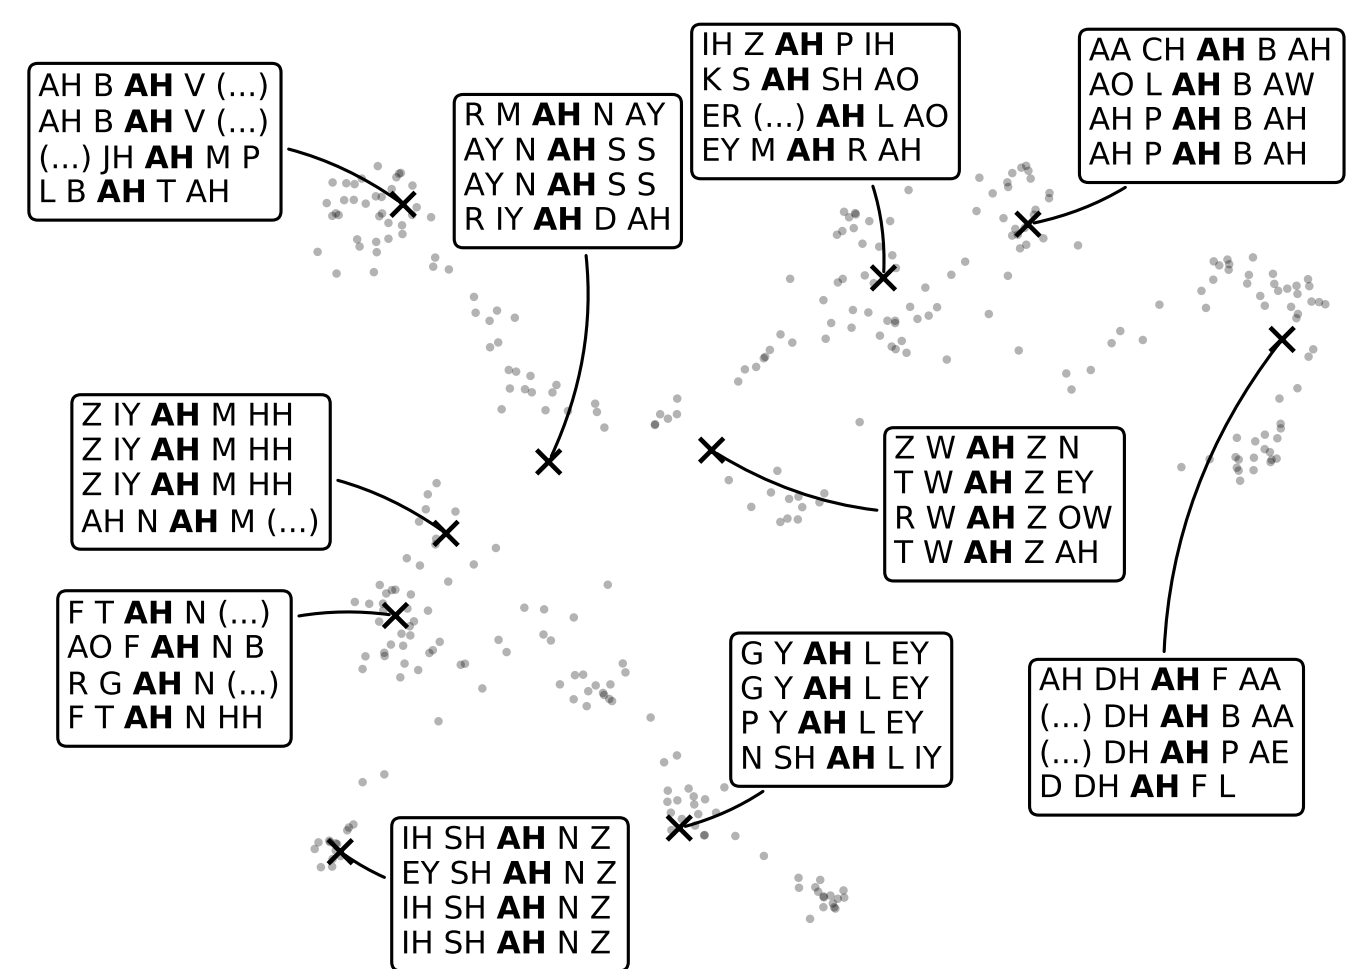 AH B AH V (...)
AH B AH V (...)
(...) JH AH M P
L B AH T AH
R M AH N AY
AY N AH S S
AY N AH S S
R IY AH D AH
IH Z AH P IH
K S AH SH AO
ER (...) AH L AO
EY M AH R AH
AA CH AH B AH
AO L AH B AW
AH P AH B AH
AH P AH B AH
Z IY AH M HH
Z IY AH M HH
Z IY AH M HH
AH N AH M (...)
Z W AH Z N
T W AH Z EY
R W AH Z OW
T W AH Z AH
F T AH N (...)
AO F AH N B
R G AH N (...)
F T AH N HH
G Y AH L EY
G Y AH L EY
P Y AH L EY
N SH AH L IY
AH DH AH F AA
(...) DH AH B AA
(...) DH AH P AE
D DH AH F L
IH SH AH N Z
EY SH AH N Z
IH SH AH N Z
IH SH AH N Z